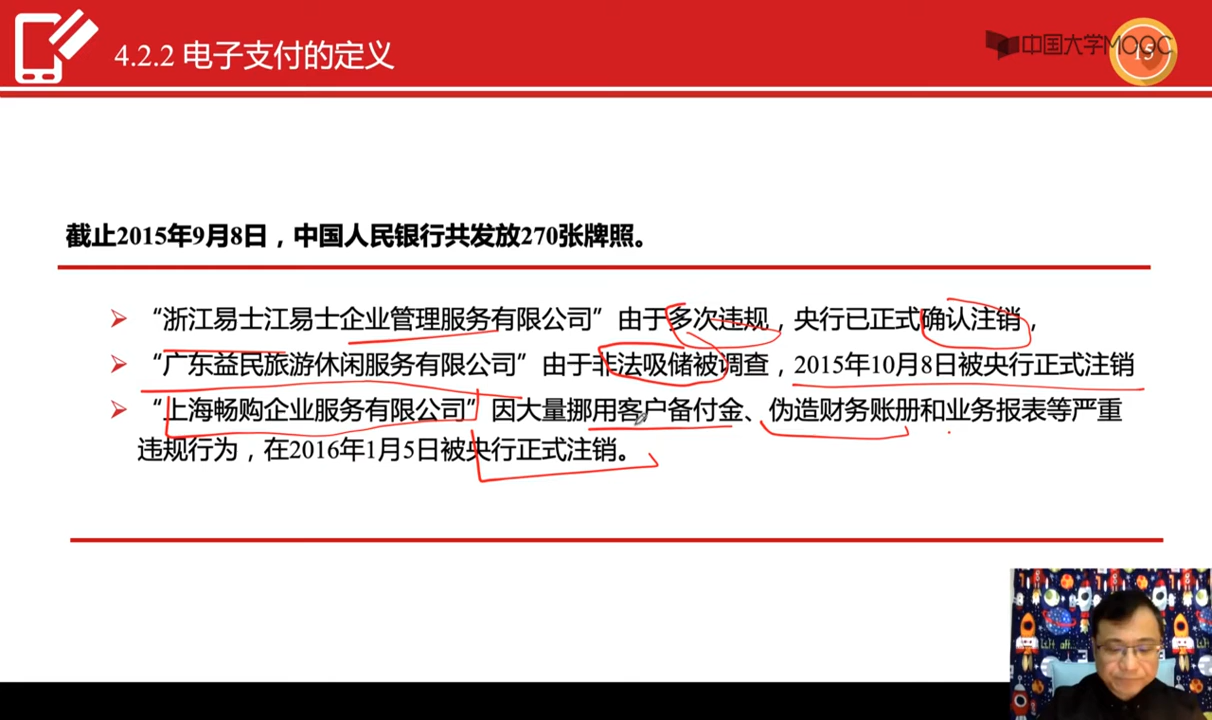 4.2.2 电子支付的定义
中国大学MOOC
15
截止2015年9月8日，中国人民银行共发放270张牌照。
“浙江易士江易士企业管理服务有限公司”由于多次违规，央行已正式确认注销，
“广东益民旅游休闲服务有限公司”由于非法吸储被调查，2015年10月8日被央行正式注销
“上海畅购企业服务有限公司”因大量挪用客户备付金、伪造财务账册和业务报表等严重
违规行为，在2016年1月5日被央行正式注销。